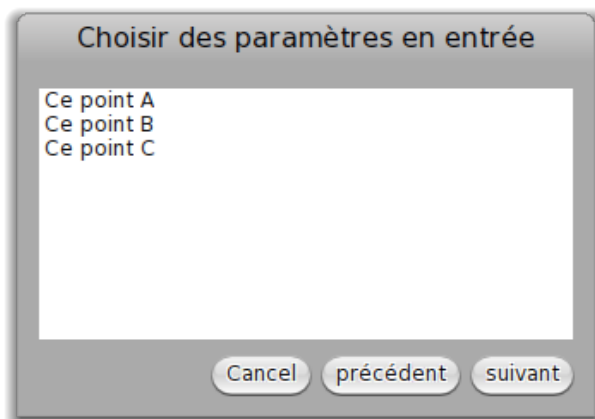 Choisir des paramètres en entrée
Ce point A
Ce point B
Ce point C
Cancel précédent suivant